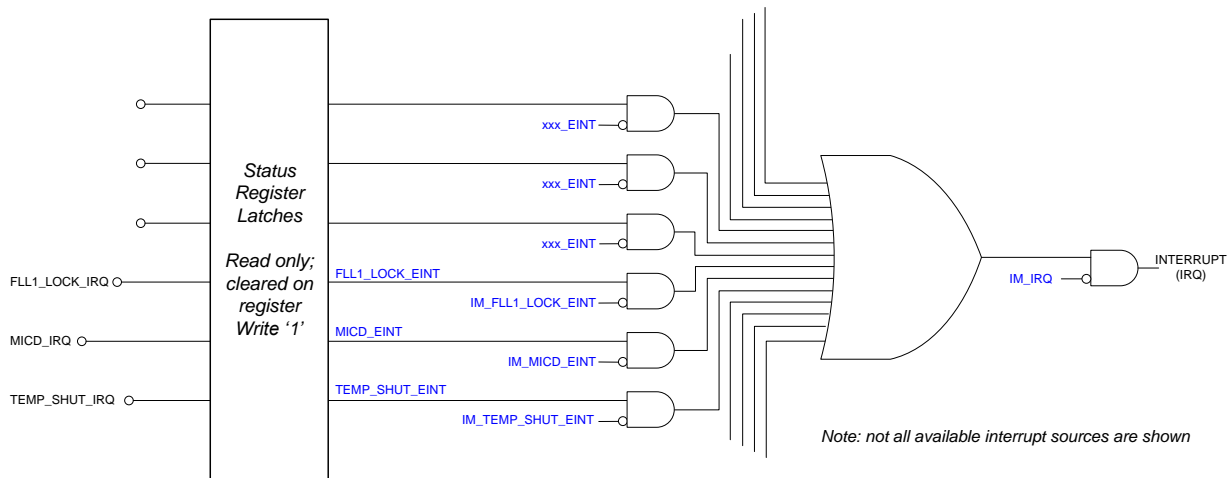 xxx_EINT
xxx_EINT
xxx_EINT
Status
Register
Latches
Read only;
cleared on
register
Write ‘1’
FLL1_LOCK_IRQ
FLL1_LOCK_EINT
IM_FLL1_LOCK_EINT
MICD_IRQ
MICD_EINT
IM_MICD_EINT
TEMP_SHUT_IRQ
TEMP_SHUT_EINT
IM_TEMP_SHUT_EINT
IM_IRQ
INTERRUPT
(IRQ)
Note: not all available interrupt sources are shown